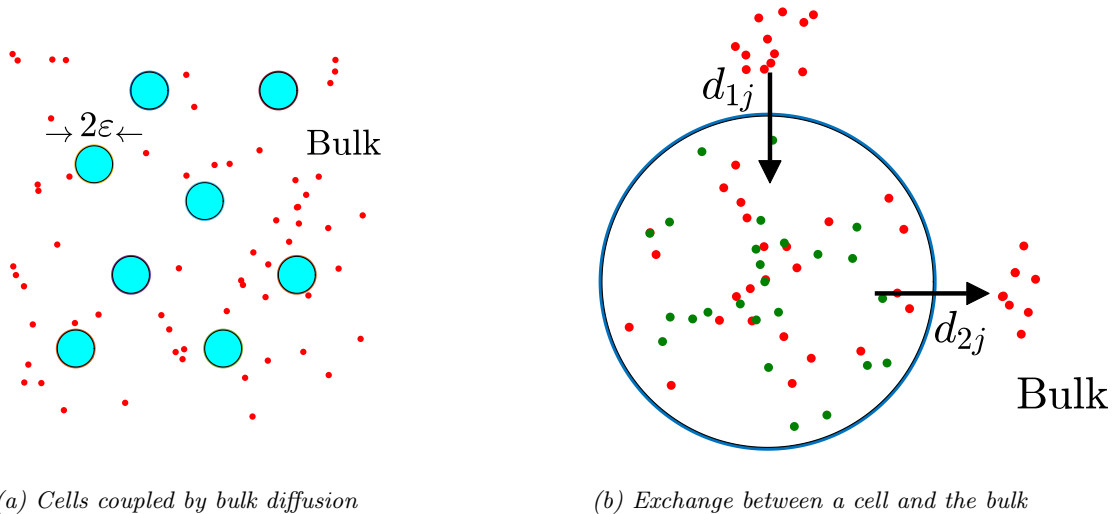 → 2ε ←
Bulk
d₁ⱼ
d₂ⱼ
Bulk
(a) Cells coupled by bulk diffusion
(b) Exchange between a cell and the bulk